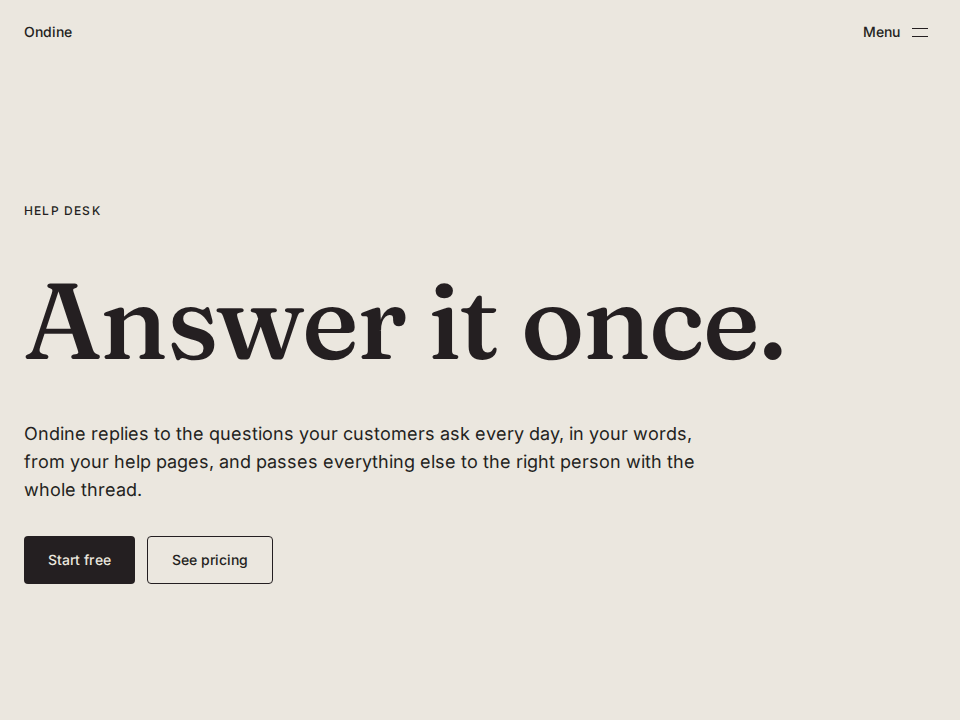 Ondine
Menu
HELP DESK
Answer it once.
Ondine replies to the questions your customers ask every day, in your words,
from your help pages, and passes everything else to the right person with the
whole thread.
Start free
See pricing